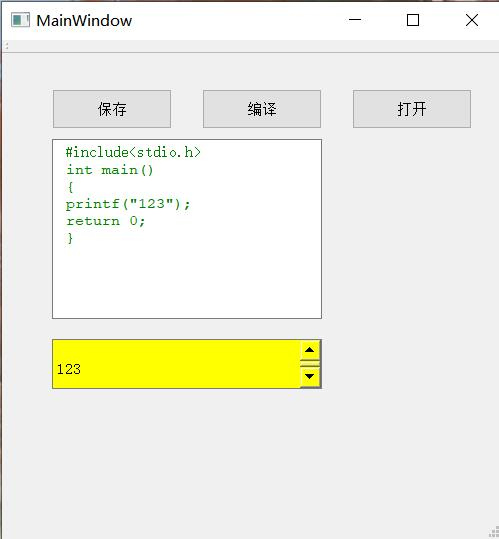 MainWindow
保存 编译 打开
#include<stdio.h>
int main()
{
printf("123");
return 0;
}
123